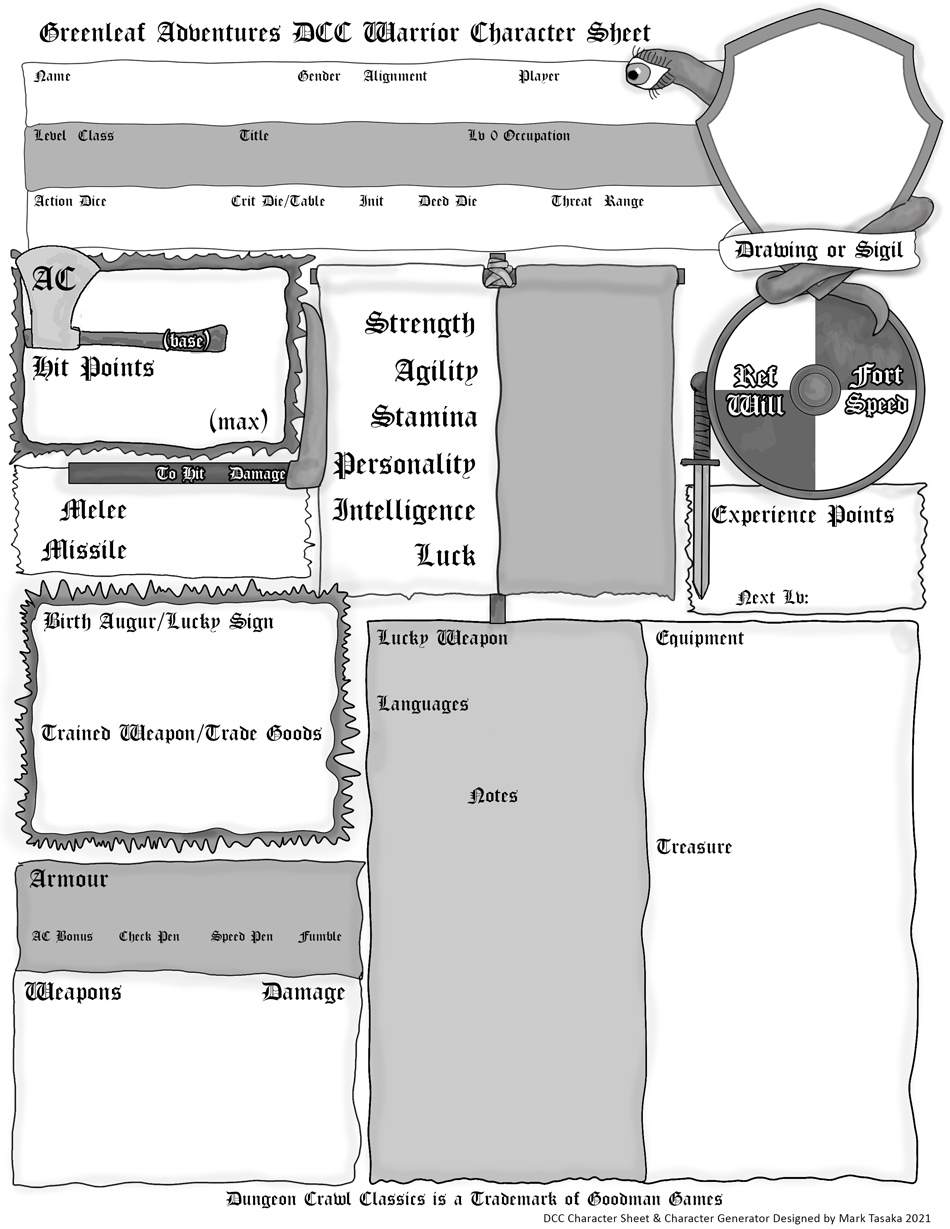 Greenleaf Adventures DCC Warrior Character Sheet
Name Gender Alignment Player
Level Class Title Lv 0 Occupation
Action Dice Crit Die/Table Init Deed Die Threat Range
Drawing or Sigil
AC
(base)
Hit Points
(max)
To Hit Damage
Melee
Missile
Strength
Agility
Stamina
Personality
Intelligence
Luck
Ref Fort
Will Speed
Experience Points
Next Lv:
Birth Augur/Lucky Sign
Trained Weapon/Trade Goods
Lucky Weapon
Languages
Notes
Equipment
Treasure
Armour
AC Bonus Check Pen Speed Pen Fumble
Weapons Damage
Dungeon Crawl Classics is a Trademark of Goodman Games
DCC Character Sheet & Character Generator Designed by Mark Tasaka 2021